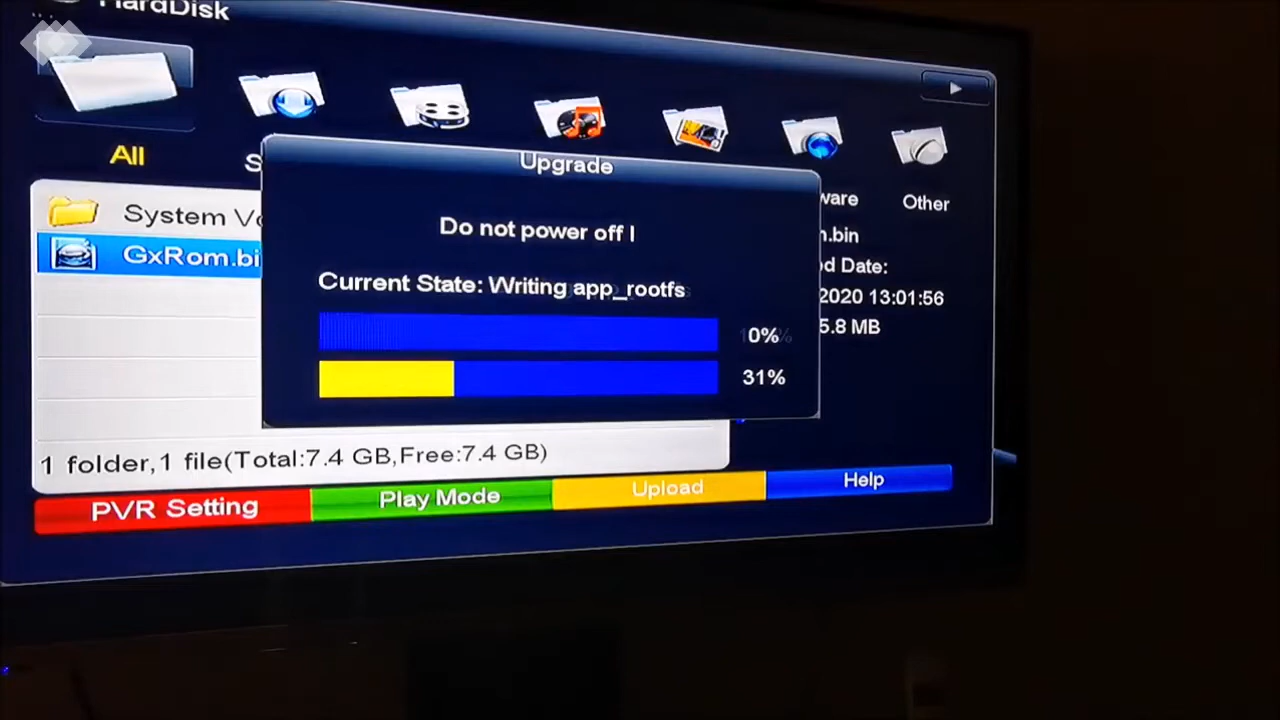 HardDisk
All
Upgrade
Do not power off !
Current State: Writing app_rootfs
0%
31%
System
GxRom.bi
Other
.bin
Date:
2020 13:01:56
5.8 MB
1 folder,1 file(Total:7.4 GB,Free:7.4 GB)
PVR Setting
Play Mode
Upload
Help